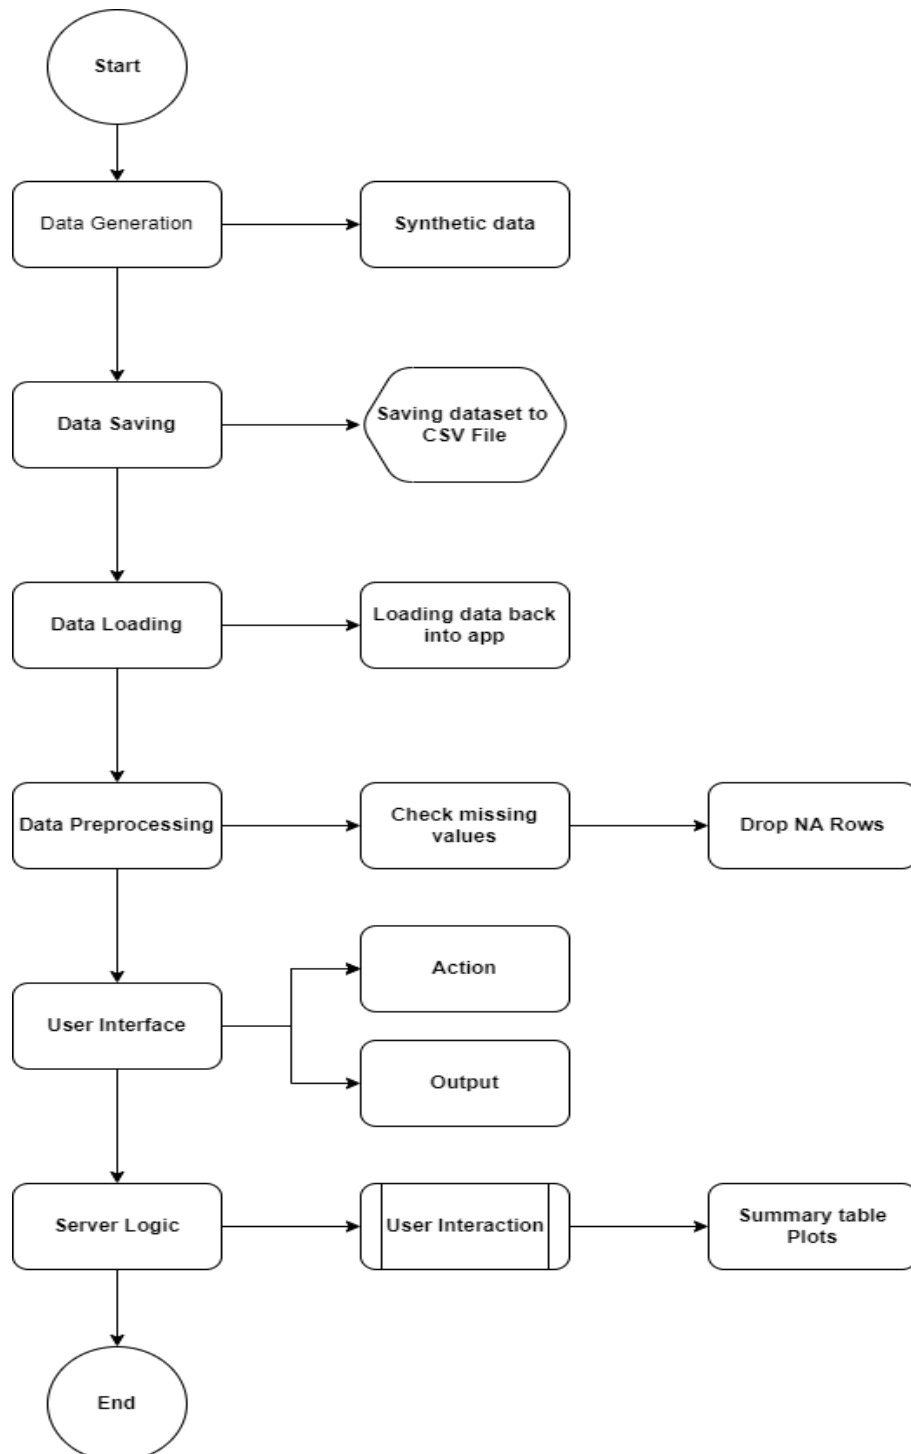 Start
Data Generation
Synthetic data
Data Saving
Saving dataset to
CSV File
Data Loading
Loading data back
into app
Data Preprocessing
Check missing
values
Drop NA Rows
User Interface
Action
Output
Server Logic
User Interaction
Summary table
Plots
End